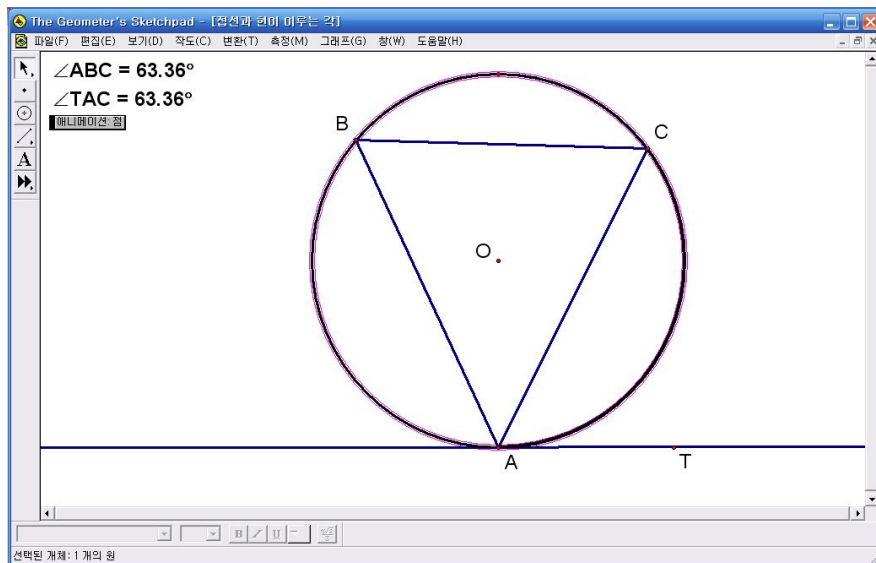 The Geometer's Sketchpad - [접선과 현이 이루는 각]
파일(F) 편집(E) 보기(D) 작도(C) 변환(T) 측정(M) 그래프(G) 창(W) 도움말(H)
∠ABC = 63.36°
∠TAC = 63.36°
애니메이션: 점
B
C
A
O
A
T
B I U
선택된 개체: 1 개의 원